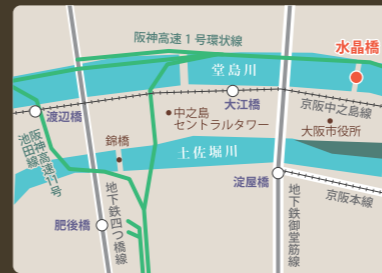 阪神高速1号環状線
水晶橋
堂島川
大江橋
京阪中之島線
渡辺橋
中之島
セントラルタワー
大阪市役所
阪神高速11号
池田線
錦橋
土佐堀川
淀屋橋
地下鉄四つ橋線
地下鉄御堂筋線
京阪本線
肥後橋